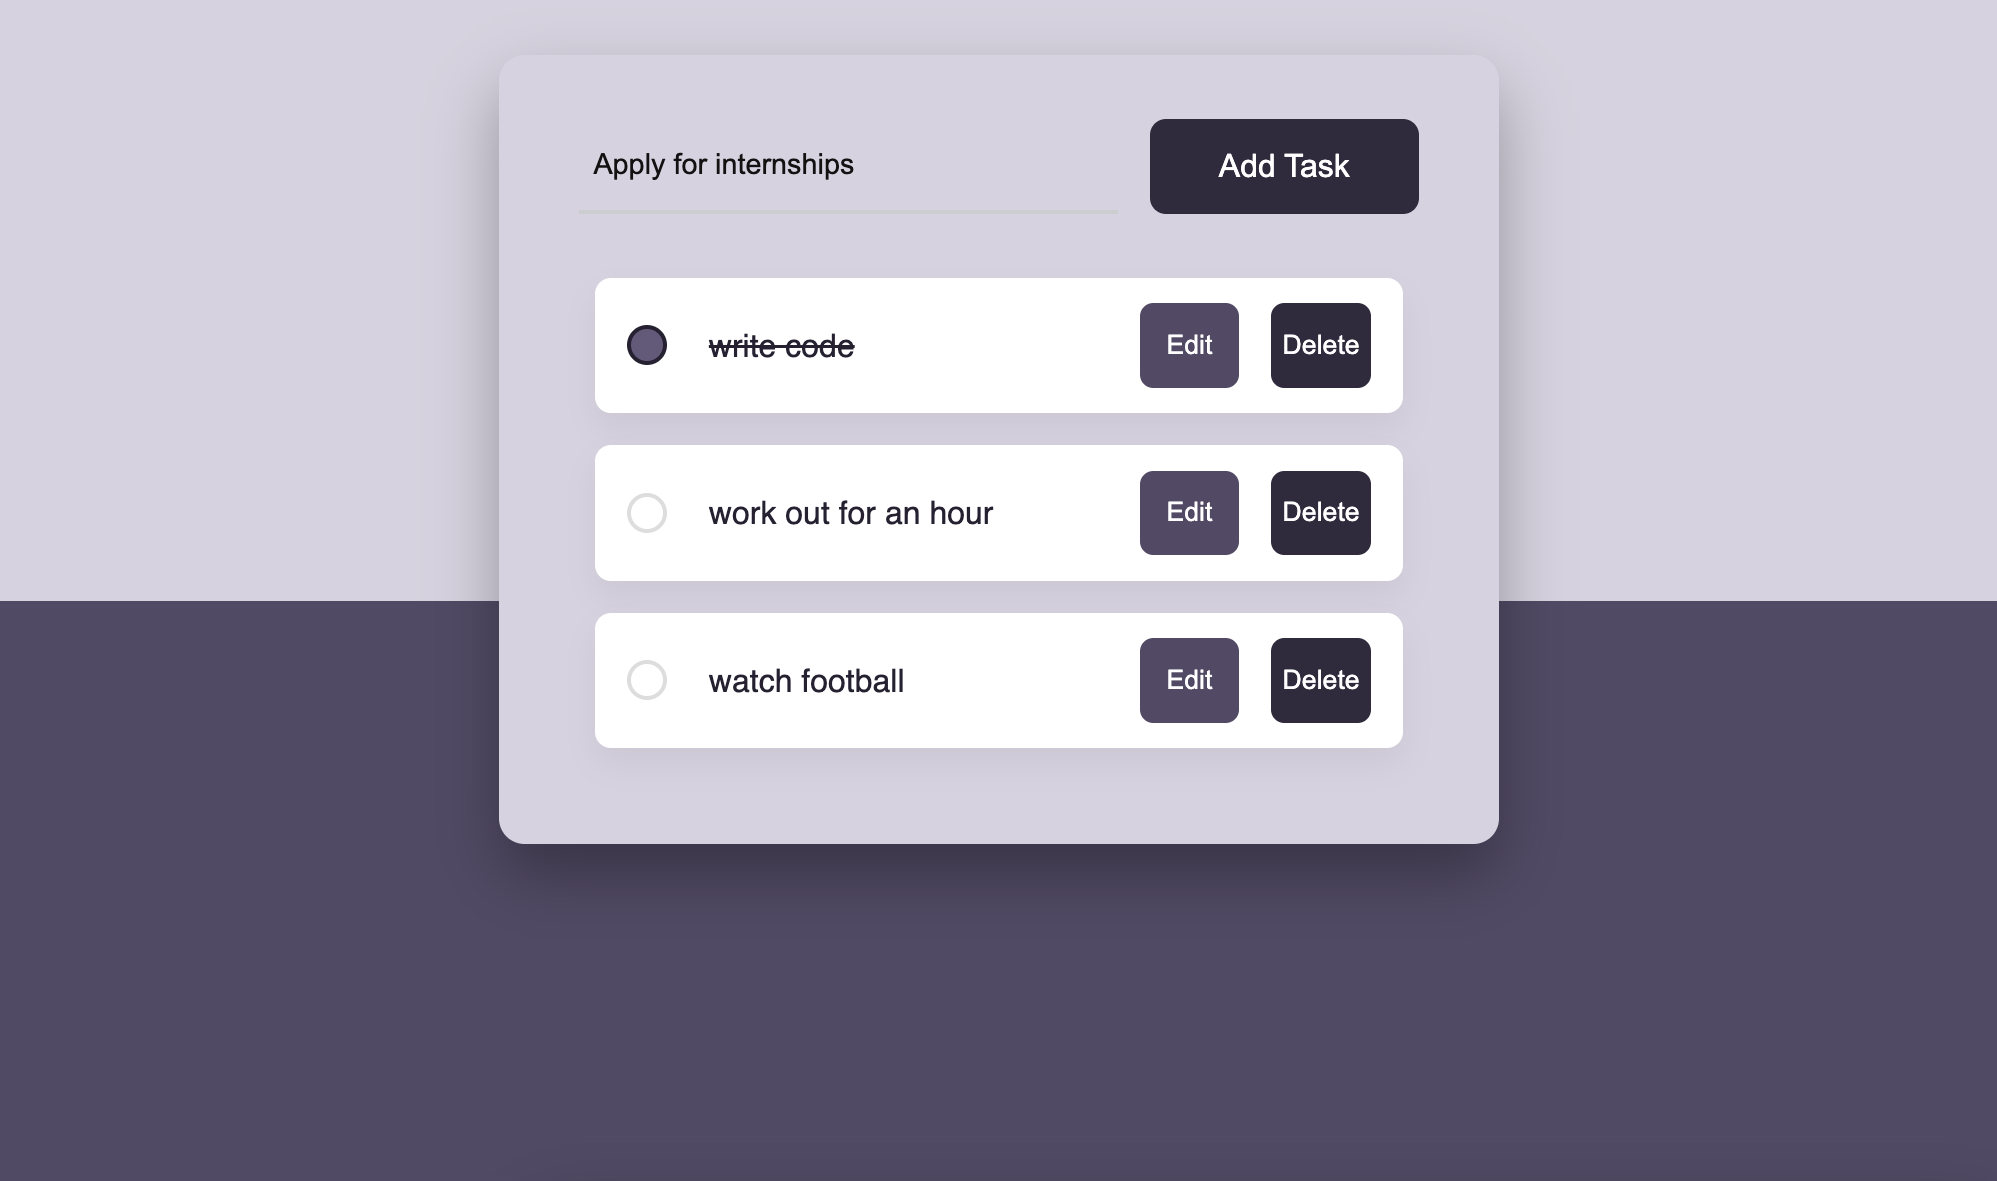 Apply for internships
Add Task
write code
Edit
Delete
work out for an hour
Edit
Delete
watch football
Edit
Delete